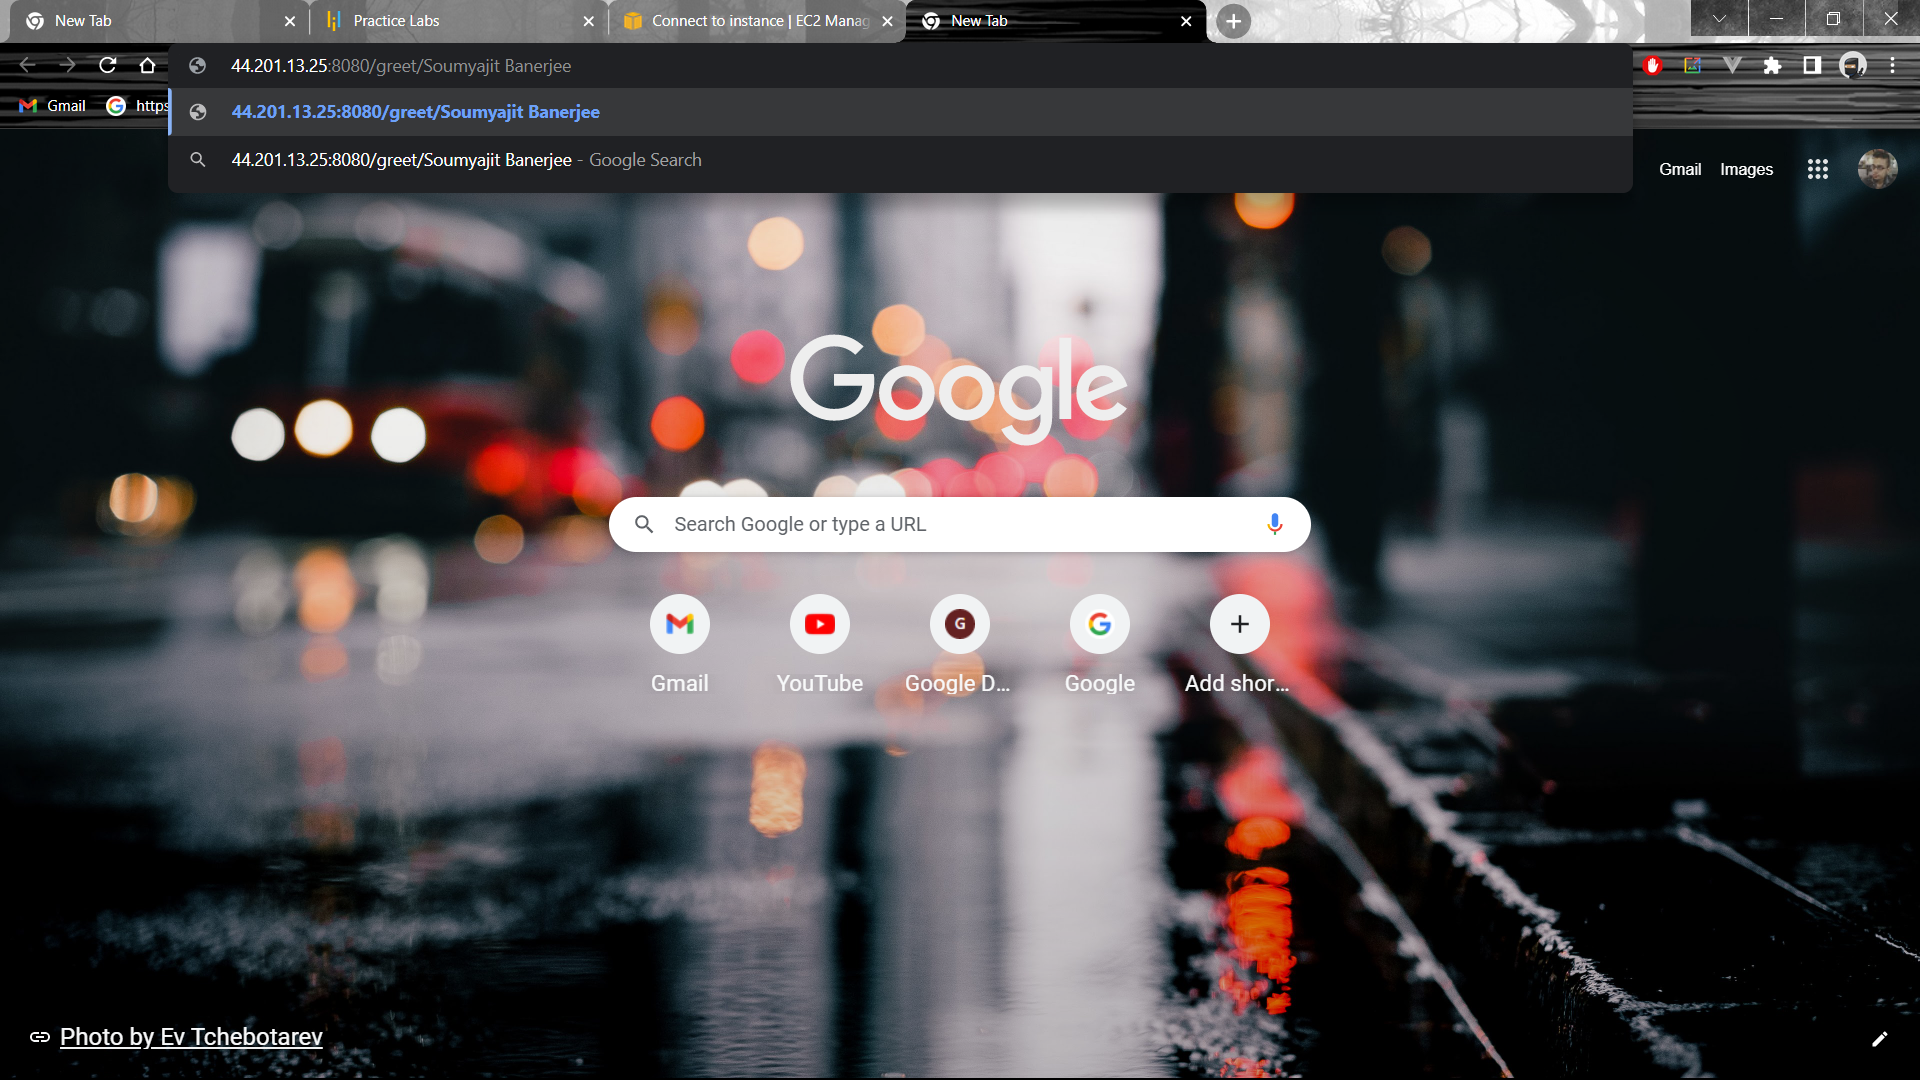 New Tab
Practice Labs
Connect to instance | EC2 Manag
New Tab
44.201.13.25:8080/greet/Soumyajit Banerjee
Gmail
https
44.201.13.25:8080/greet/Soumyajit Banerjee
44.201.13.25:8080/greet/Soumyajit Banerjee - Google Search
Gmail
Images
Google
Search Google or type a URL
G
Gmail
YouTube
Google D...
Google
Add shor...
Photo by Ev Tchebotarev